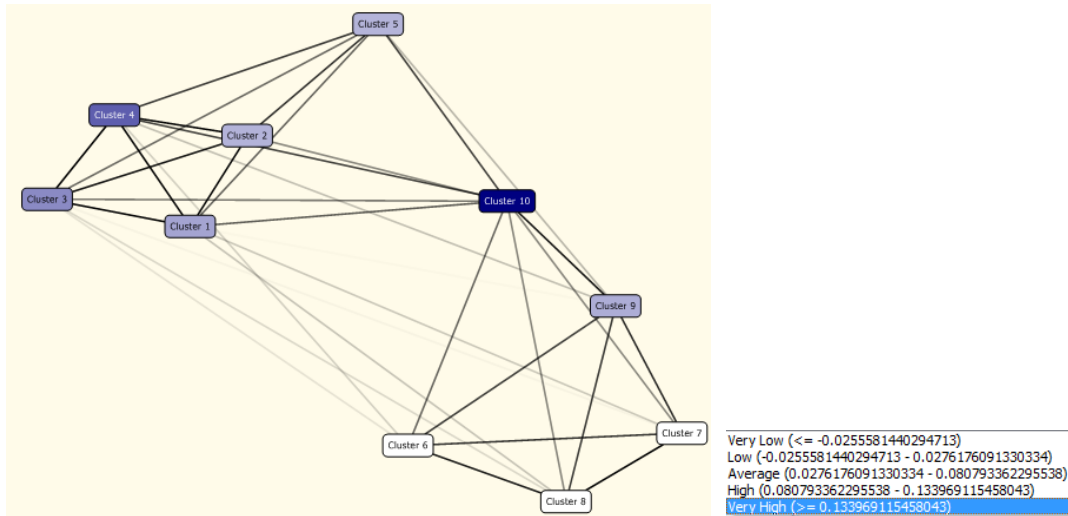 Cluster 5
Cluster 4
Cluster 2
Cluster 3
Cluster 10
Cluster 1
Cluster 9
Cluster 7
Cluster 6
Cluster 8
Very Low (<= -0.0255581440294713)
Low (-0.0255581440294713 - 0.0276176091330334)
Average (0.0276176091330334 - 0.080793362295538)
High (0.080793362295538 - 0.133969115458043)
Very High (>= 0.133969115458043)